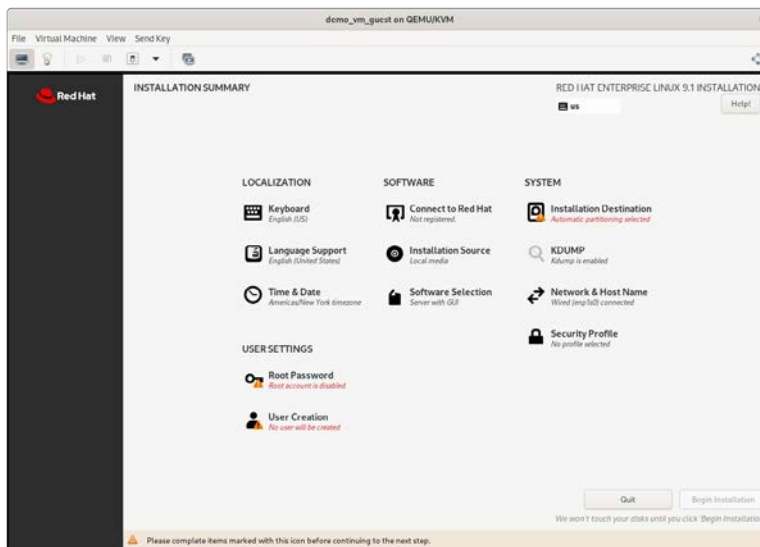 demo_vm_guest on QEMU/KVM
File Virtual Machine View Send Key
Red Hat
INSTALLATION SUMMARY
RED HAT ENTERPRISE LINUX 9.1 INSTALLATION
us
Help!
LOCALIZATION
Keyboard
English (US)
Language Support
English (United States)
Time & Date
Americas/New York timezone
SOFTWARE
Connect to Red Hat
Not registered.
Installation Source
Local media
Software Selection
Server with GUI
SYSTEM
Installation Destination
Automatic partitioning selected
KDUMP
Kdump is enabled
Network & Host Name
Wired (enp1s0) connected
Security Profile
No profile selected
USER SETTINGS
Root Password
Root account is disabled
User Creation
No user will be created
Quit
Begin Installation
We won't touch your disks until you click 'Begin Installatio
Please complete items marked with this icon before continuing to the next step.